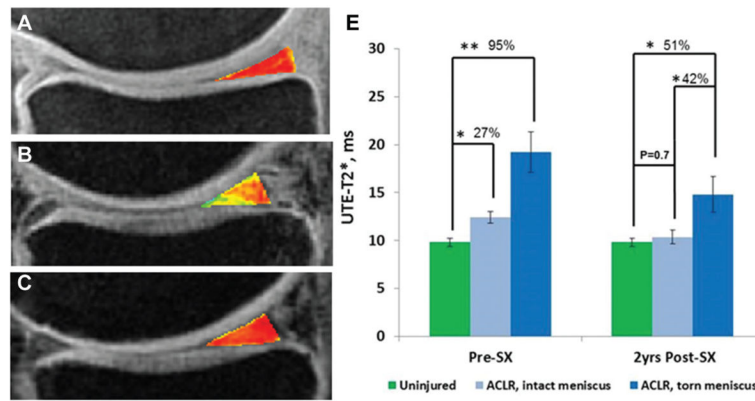 A
B
C
E
UTE-T2*, ms
30
25
20
15
10
5
0
** 95%
* 27%
* 51%
* 42%
P=0.7
Pre-SX
2yrs Post-SX
Uninjured
ACLR, intact meniscus
ACLR, torn meniscus